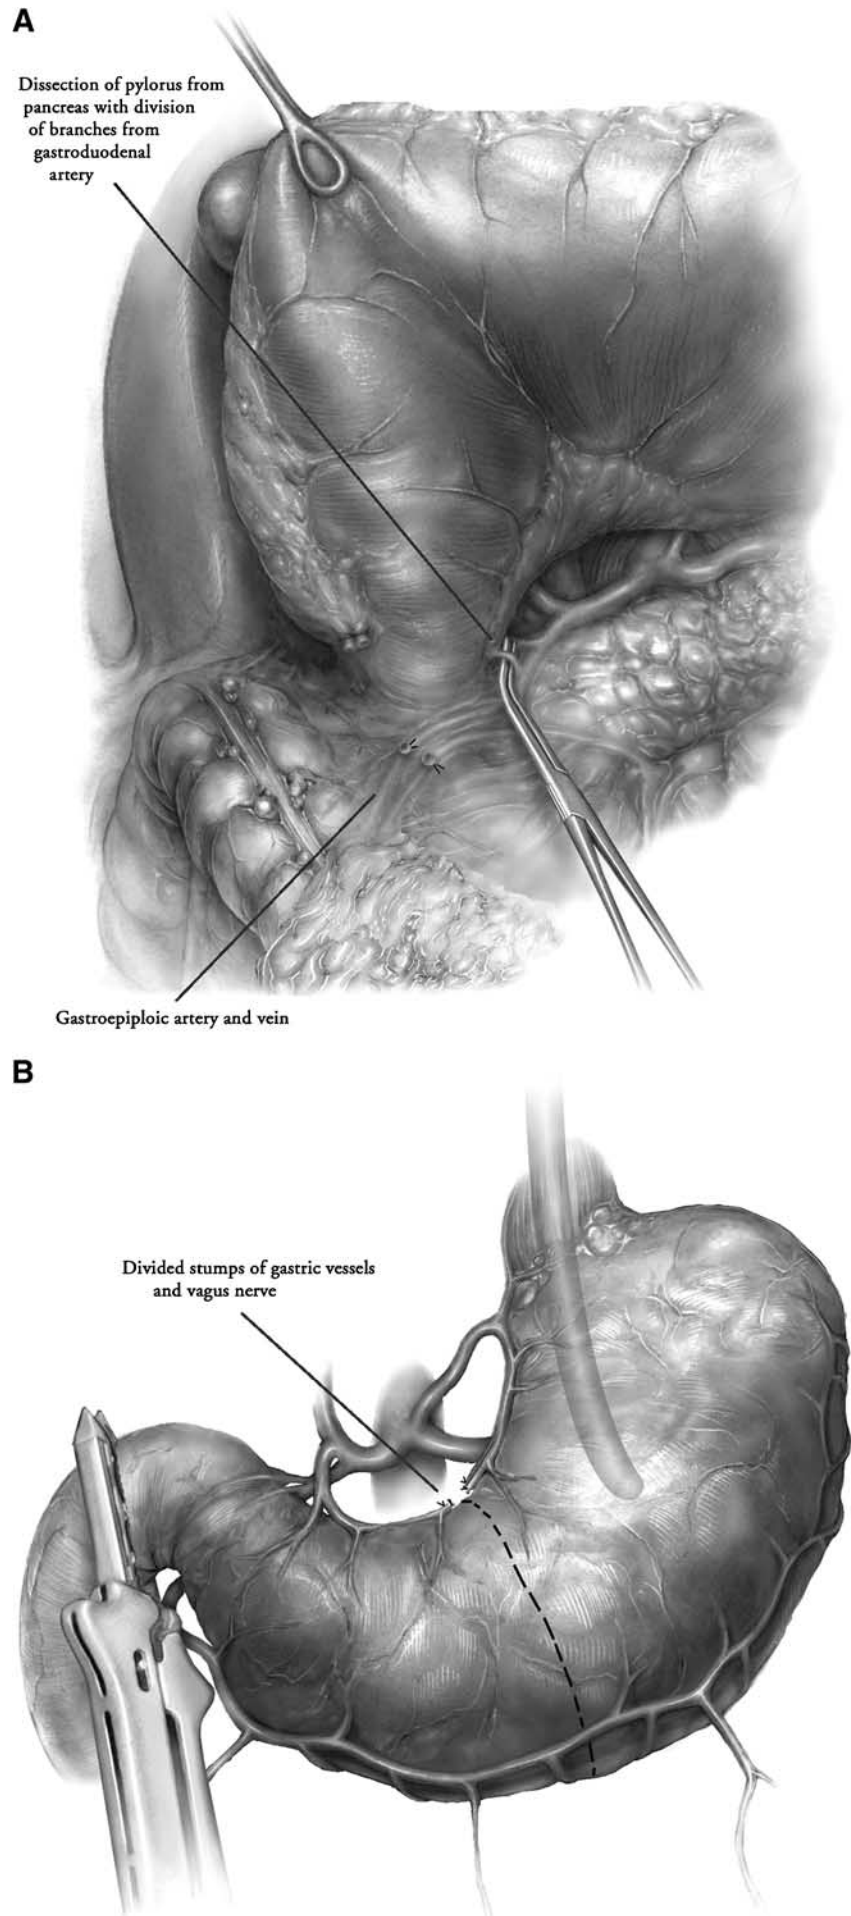 A
Dissection of pylorus from
pancreas with division
of branches from
gastroduodenal
artery
Gastroepiploic artery and vein
B
Divided stumps of gastric vessels
and vagus nerve